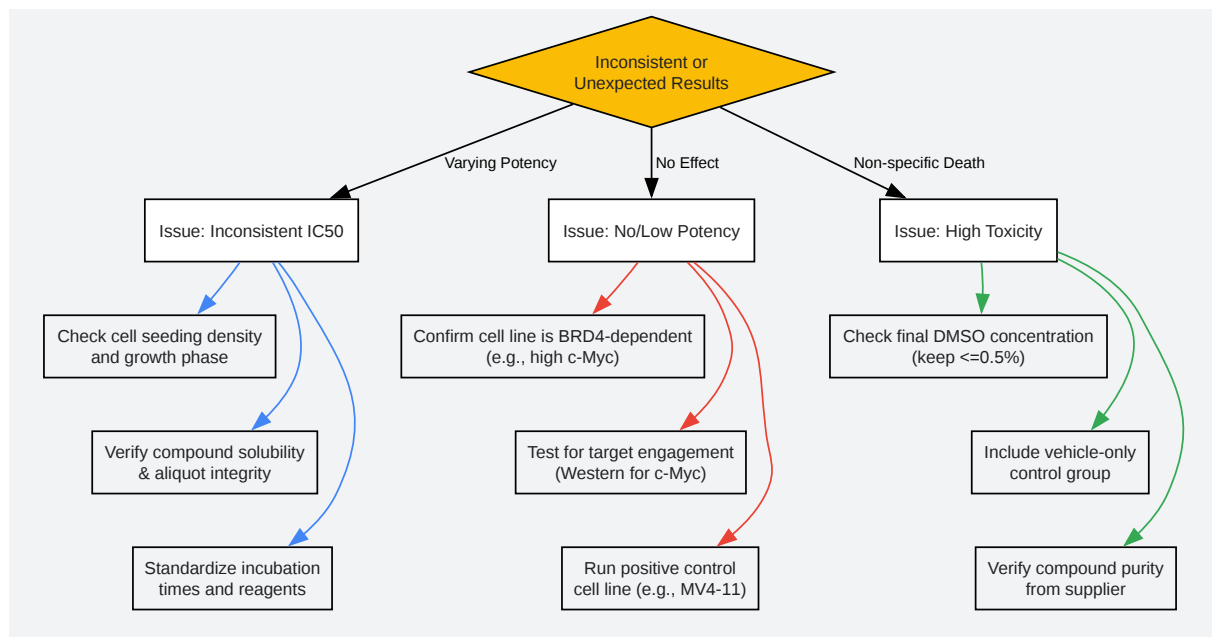 Inconsistent or
Unexpected Results
Varying Potency
No Effect
Non-specific Death
Issue: Inconsistent IC50
Issue: No/Low Potency
Issue: High Toxicity
Check cell seeding density
and growth phase
Confirm cell line is BRD4-dependent
(e.g., high c-Myc)
Check final DMSO concentration
(keep <=0.5%)
Verify compound solubility
& aliquot integrity
Test for target engagement
(Western for c-Myc)
Include vehicle-only
control group
Standardize incubation
times and reagents
Run positive control
cell line (e.g., MV4-11)
Verify compound purity
from supplier